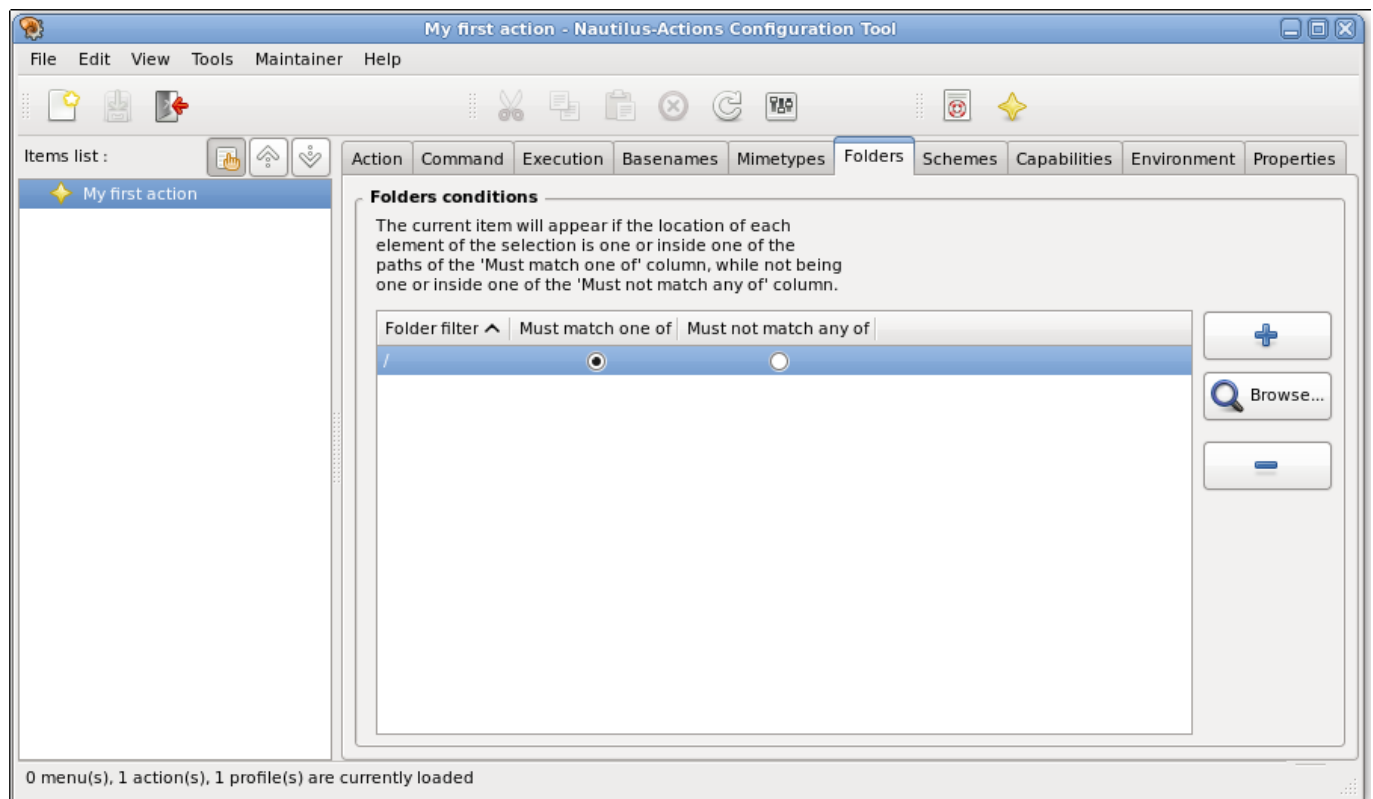 My first action - Nautilus-Actions Configuration Tool
File Edit View Tools Maintainer Help
Items list :
Action Command Execution Basenames Mimetypes Folders Schemes Capabilities Environment Properties
My first action
Folders conditions
The current item will appear if the location of each
element of the selection is one or inside one of the
paths of the 'Must match one of' column, while not being
one or inside one of the 'Must not match any of' column.
Folder filter Must match one of Must not match any of
/
Browse...
0 menu(s), 1 action(s), 1 profile(s) are currently loaded